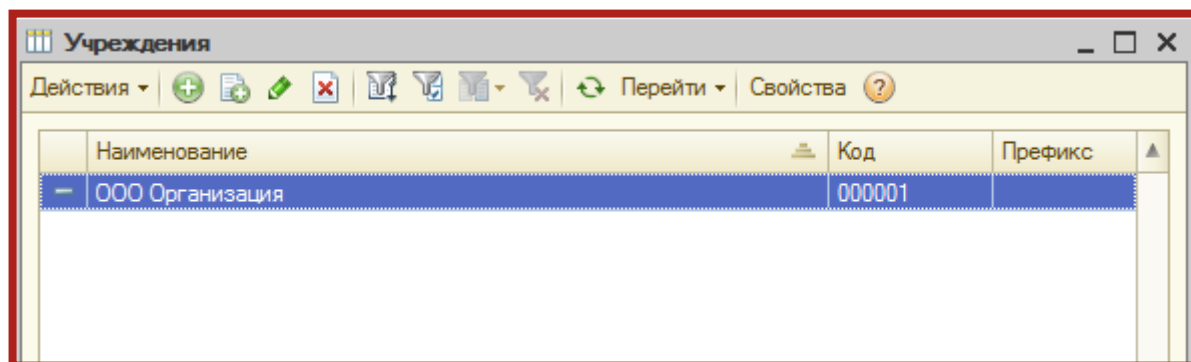 Учреждения
Действия Перейти Свойства
Наименование Код Префикс
ООО Организация 000001